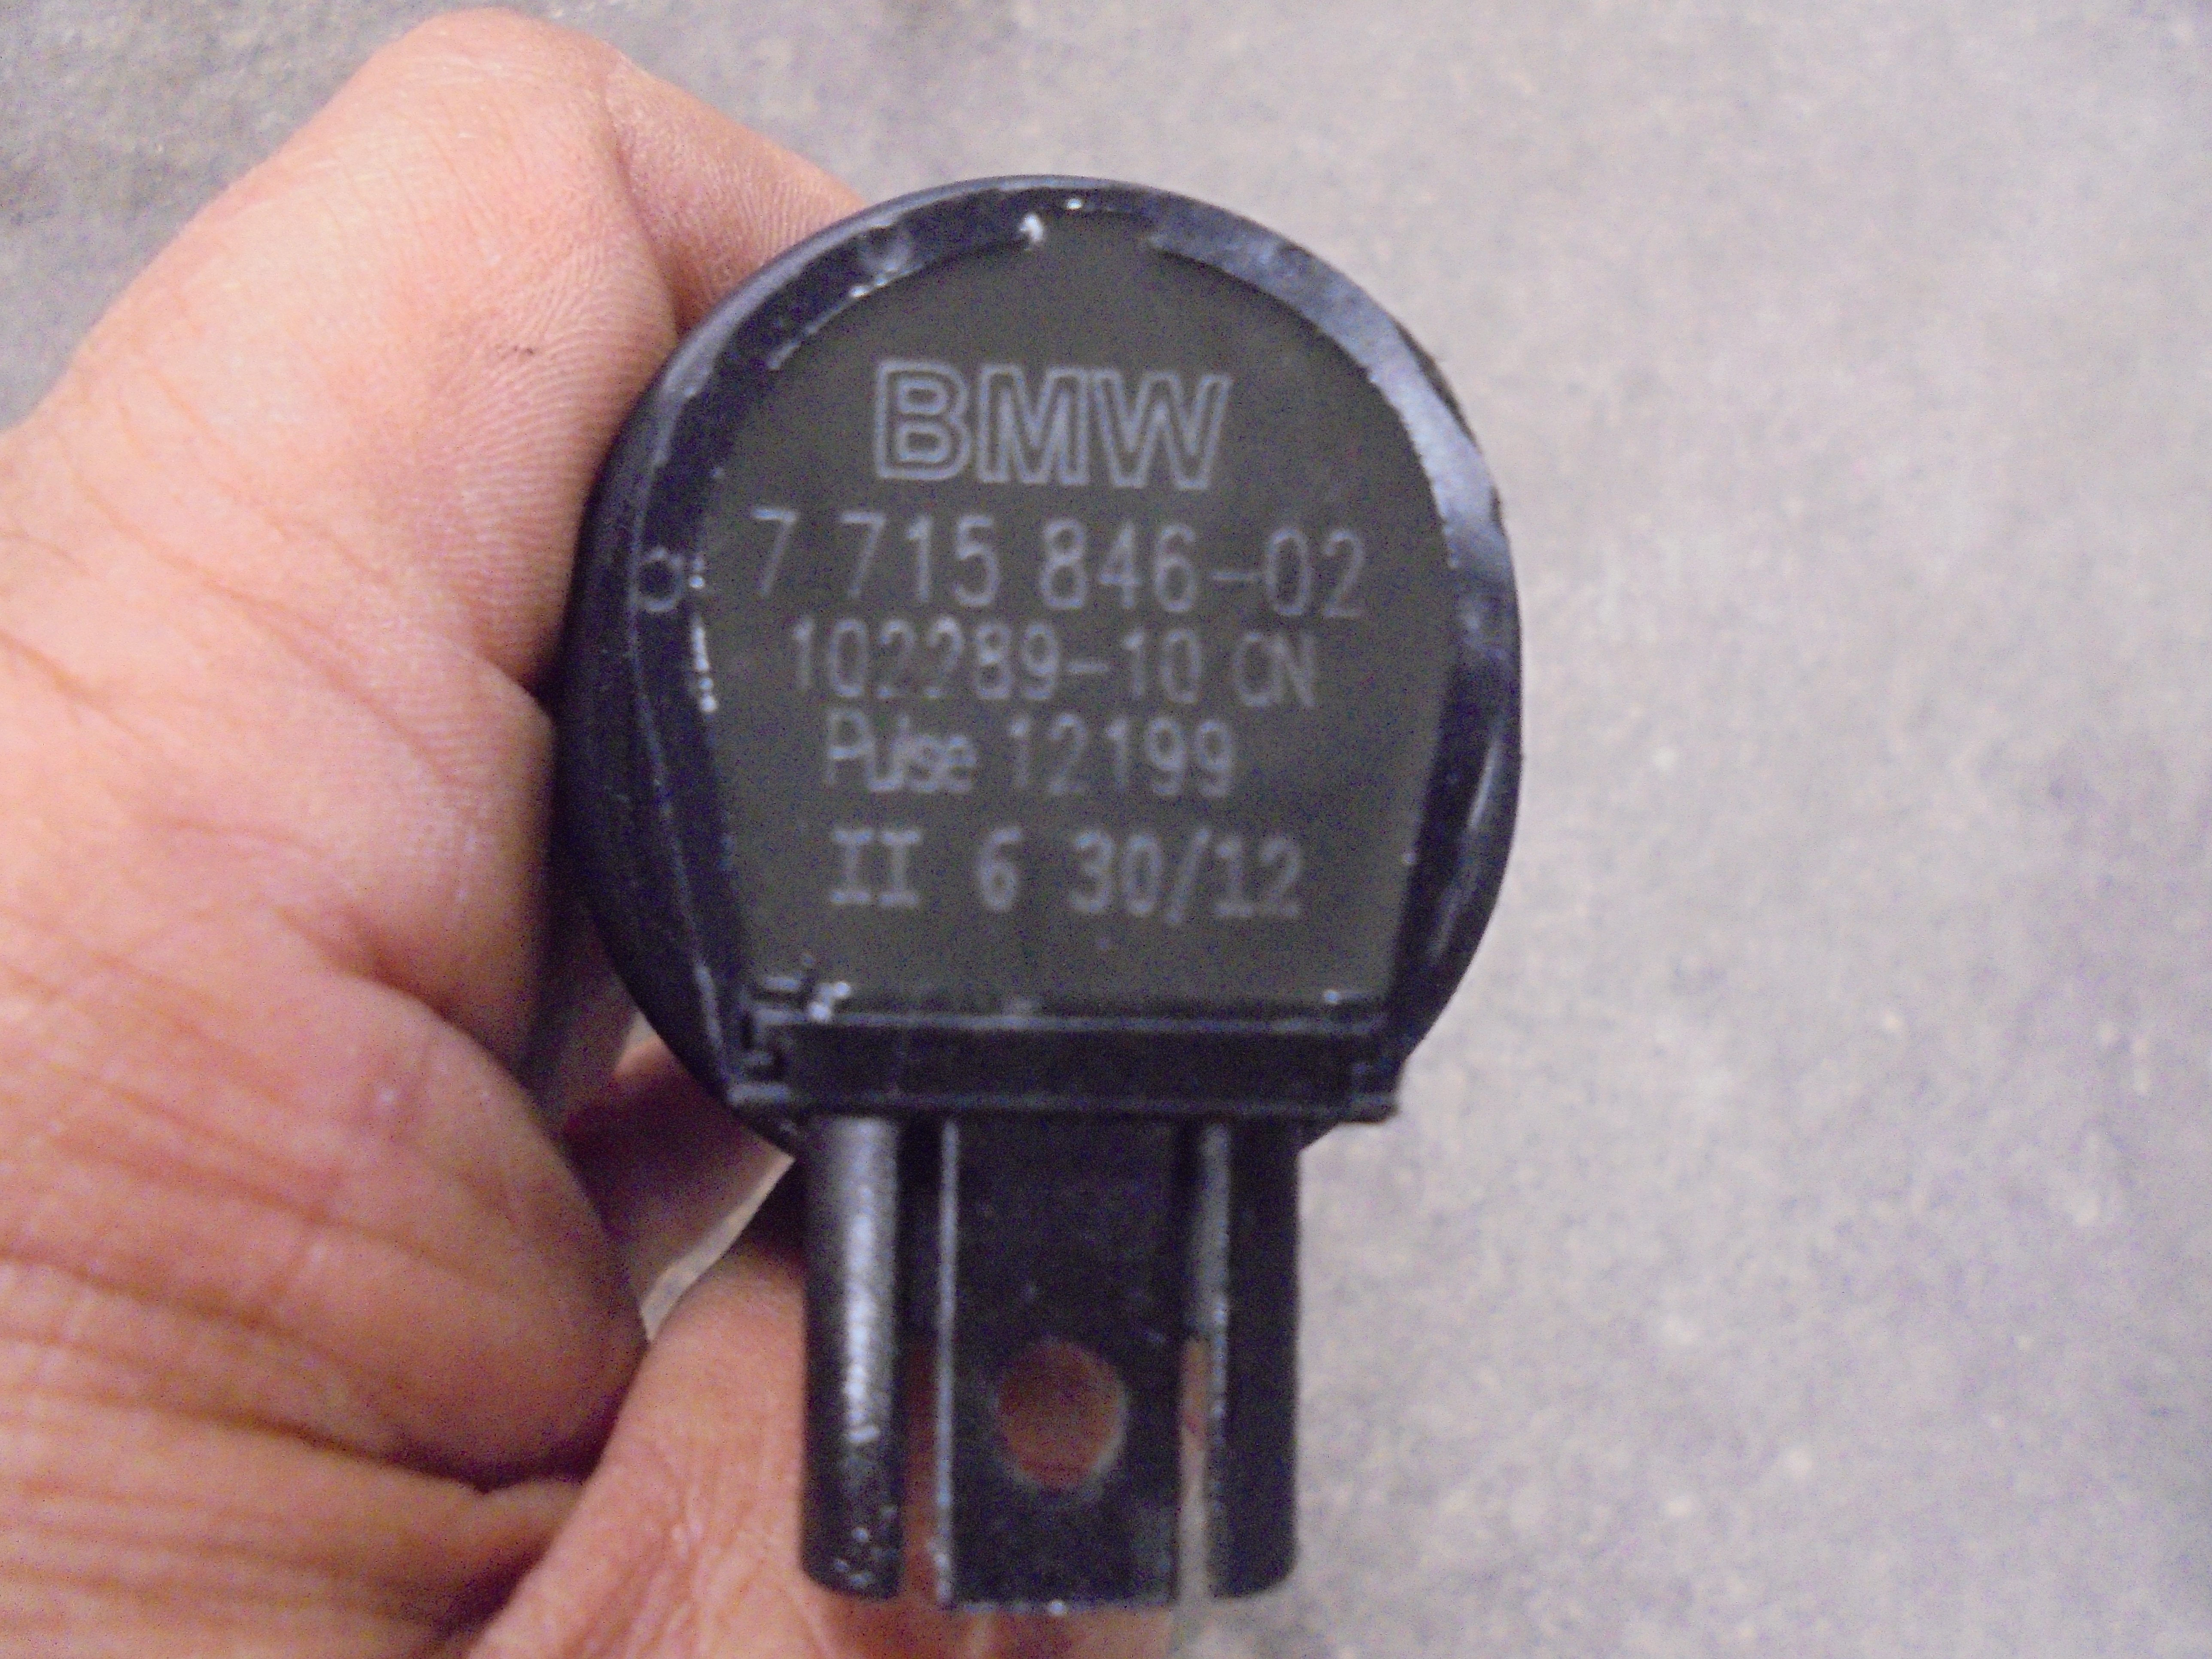 BMW
7 715 846-02
102289-10 CN
Pulse 12199
II 6 30/12